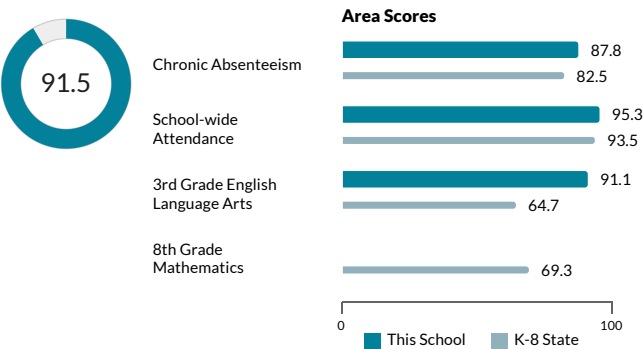 Area Scores
91.5
Chronic Absenteeism
87.8
82.5
School-wide
Attendance
95.3
93.5
3rd Grade English
Language Arts
91.1
64.7
8th Grade
Mathematics
69.3
0
100
This School
K-8 State